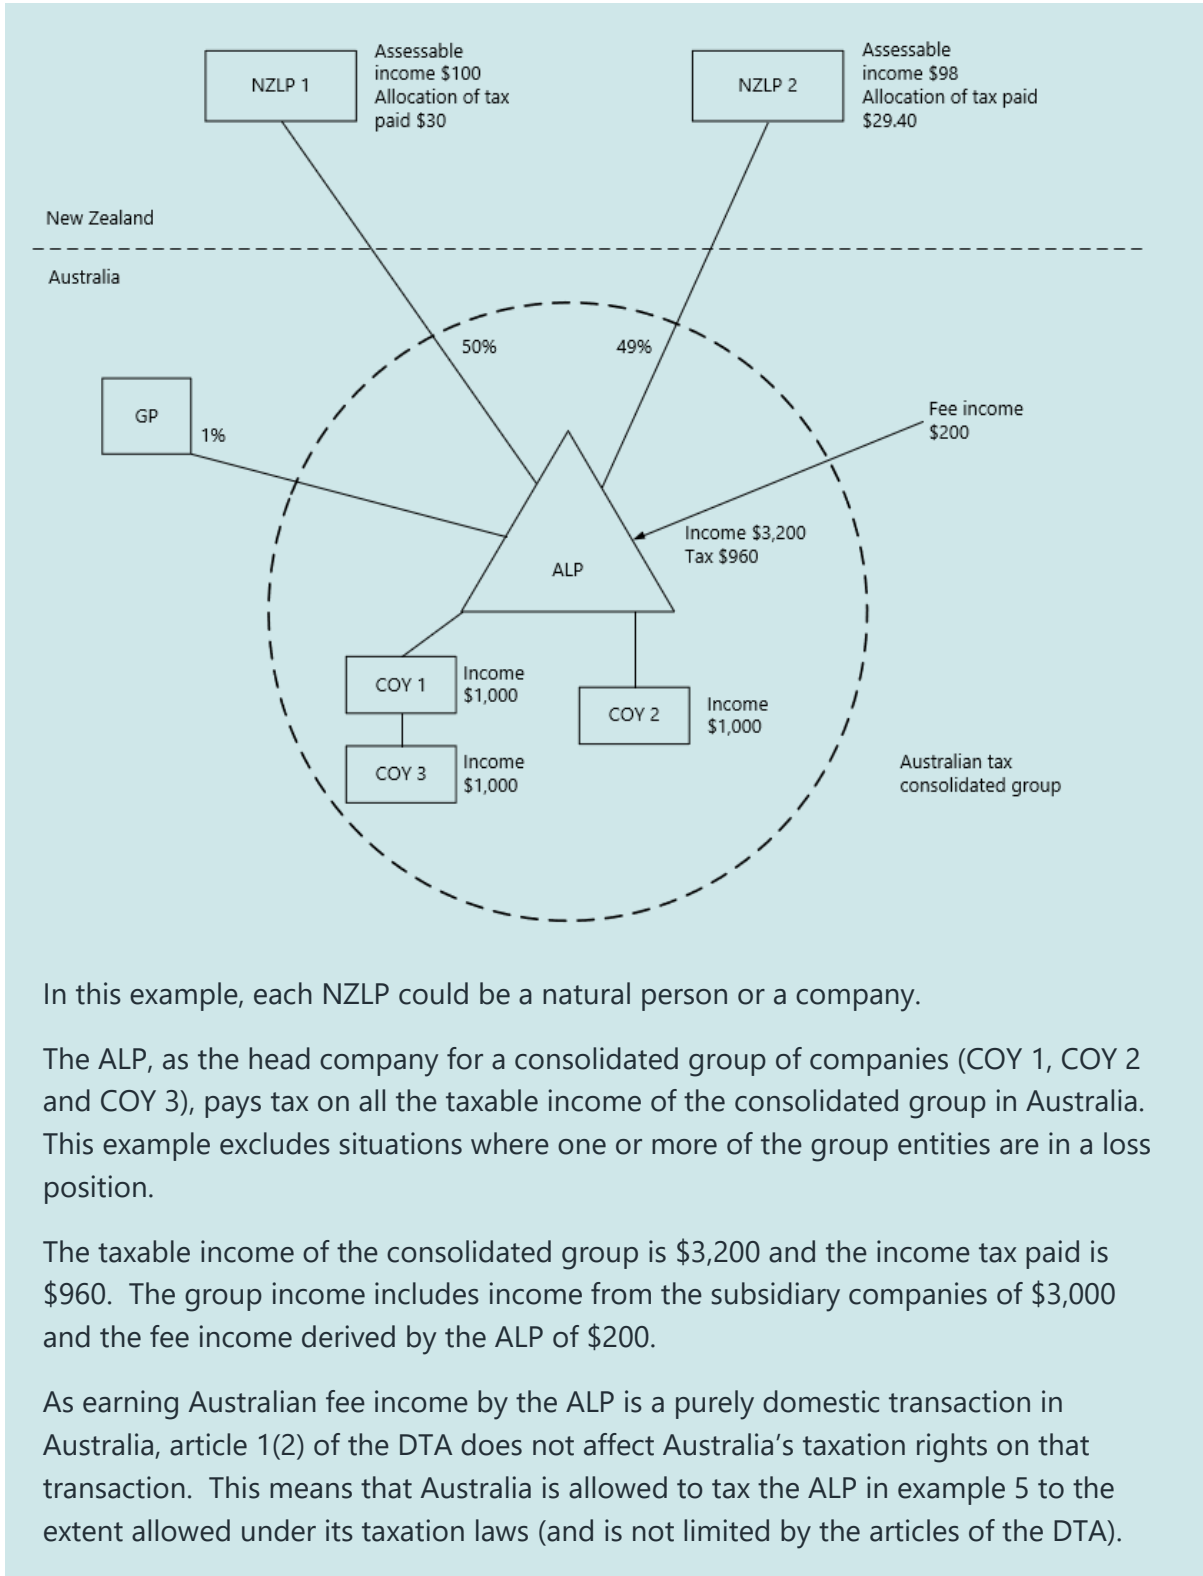 NZLP 1
Assessable
income $100
Allocation of tax
paid $30
NZLP 2
Assessable
income $98
Allocation of tax paid
$29.40
New Zealand
Australia
50%
49%
GP
1%
Fee income
$200
Income $3,200
Tax $960
ALP
COY 1
Income
$1,000
COY 2
Income
$1,000
COY 3
Income
$1,000
Australian tax
consolidated group
In this example, each NZLP could be a natural person or a company.
The ALP, as the head company for a consolidated group of companies (COY 1, COY 2
and COY 3), pays tax on all the taxable income of the consolidated group in Australia.
This example excludes situations where one or more of the group entities are in a loss
position.
The taxable income of the consolidated group is $3,200 and the income tax paid is
$960.  The group income includes income from the subsidiary companies of $3,000
and the fee income derived by the ALP of $200.
As earning Australian fee income by the ALP is a purely domestic transaction in
Australia, article 1(2) of the DTA does not affect Australia’s taxation rights on that
transaction.  This means that Australia is allowed to tax the ALP in example 5 to the
extent allowed under its taxation laws (and is not limited by the articles of the DTA).